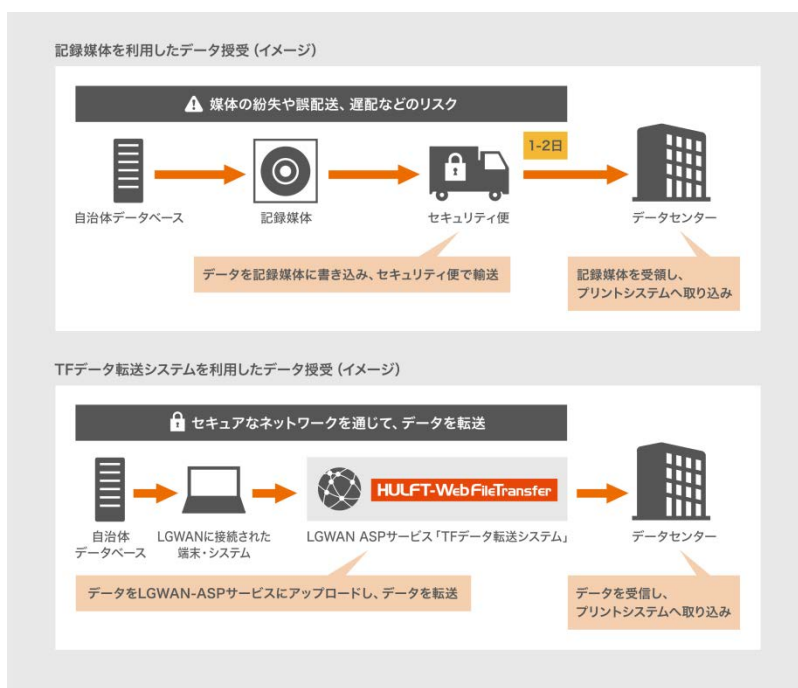 記録媒体を利用したデータ授受（イメージ）
媒体の紛失や誤配送、遅配などのリスク
1-2日
自治体データベース
記録媒体
セキュリティ便
データセンター
データを記録媒体に書き込み、セキュリティ便で輸送
記録媒体を受領し、
プリントシステムへ取り込み
TFデータ転送システムを利用したデータ授受（イメージ）
セキュアなネットワークを通じて、データを転送
HULFT-WebFileTransfer
自治体
データベース
LGWANに接続された
端末・システム
LGWAN ASPサービス「TFデータ転送システム」
データセンター
データをLGWAN-ASPサービスにアップロードし、データを転送
データを受信し、
プリントシステムへ取り込み